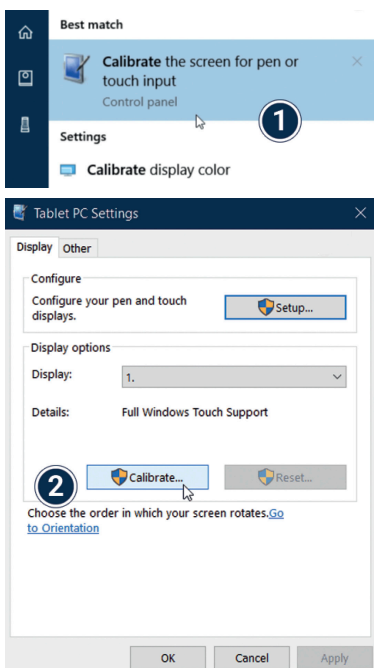 Best match
Calibrate the screen for pen or
touch input
Control panel
1
Settings
Calibrate display color
Tablet PC Settings
Display Other
Configure
Configure your pen and touch
displays.
Setup...
Display options
Display: 1.
Details: Full Windows Touch Support
2
Calibrate... Reset...
Choose the order in which your screen rotates.Go
to Orientation
OK Cancel Apply